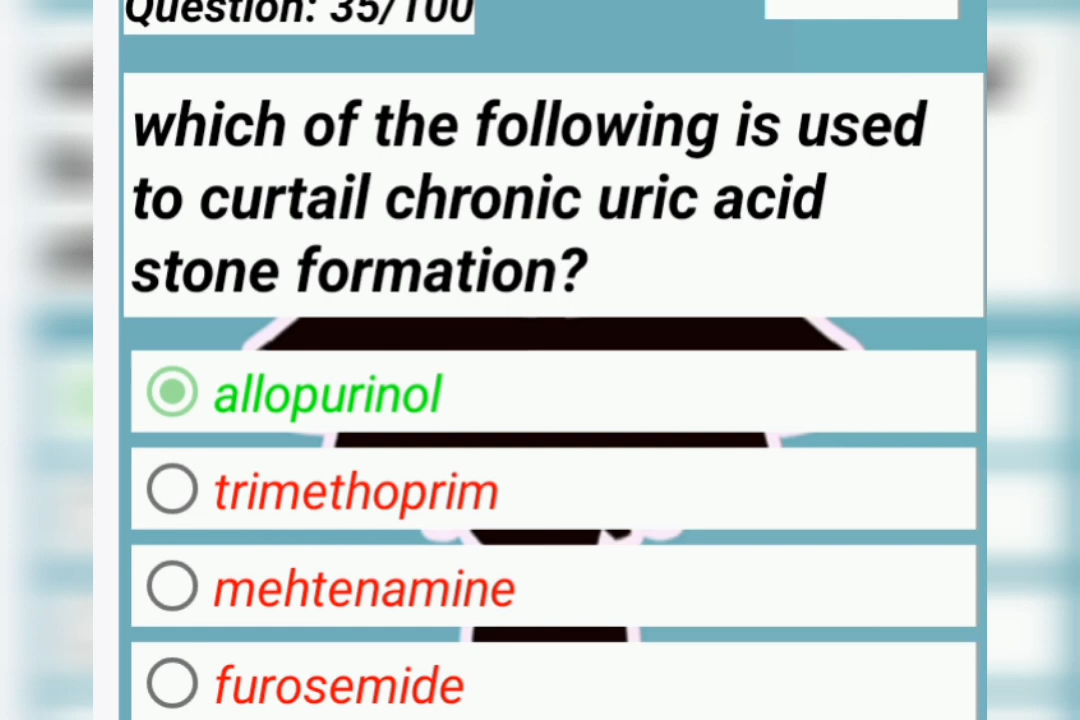 Question: 35/100
which of the following is used
to curtail chronic uric acid
stone formation?
allopurinol
trimethoprim
mehtenamine
furosemide